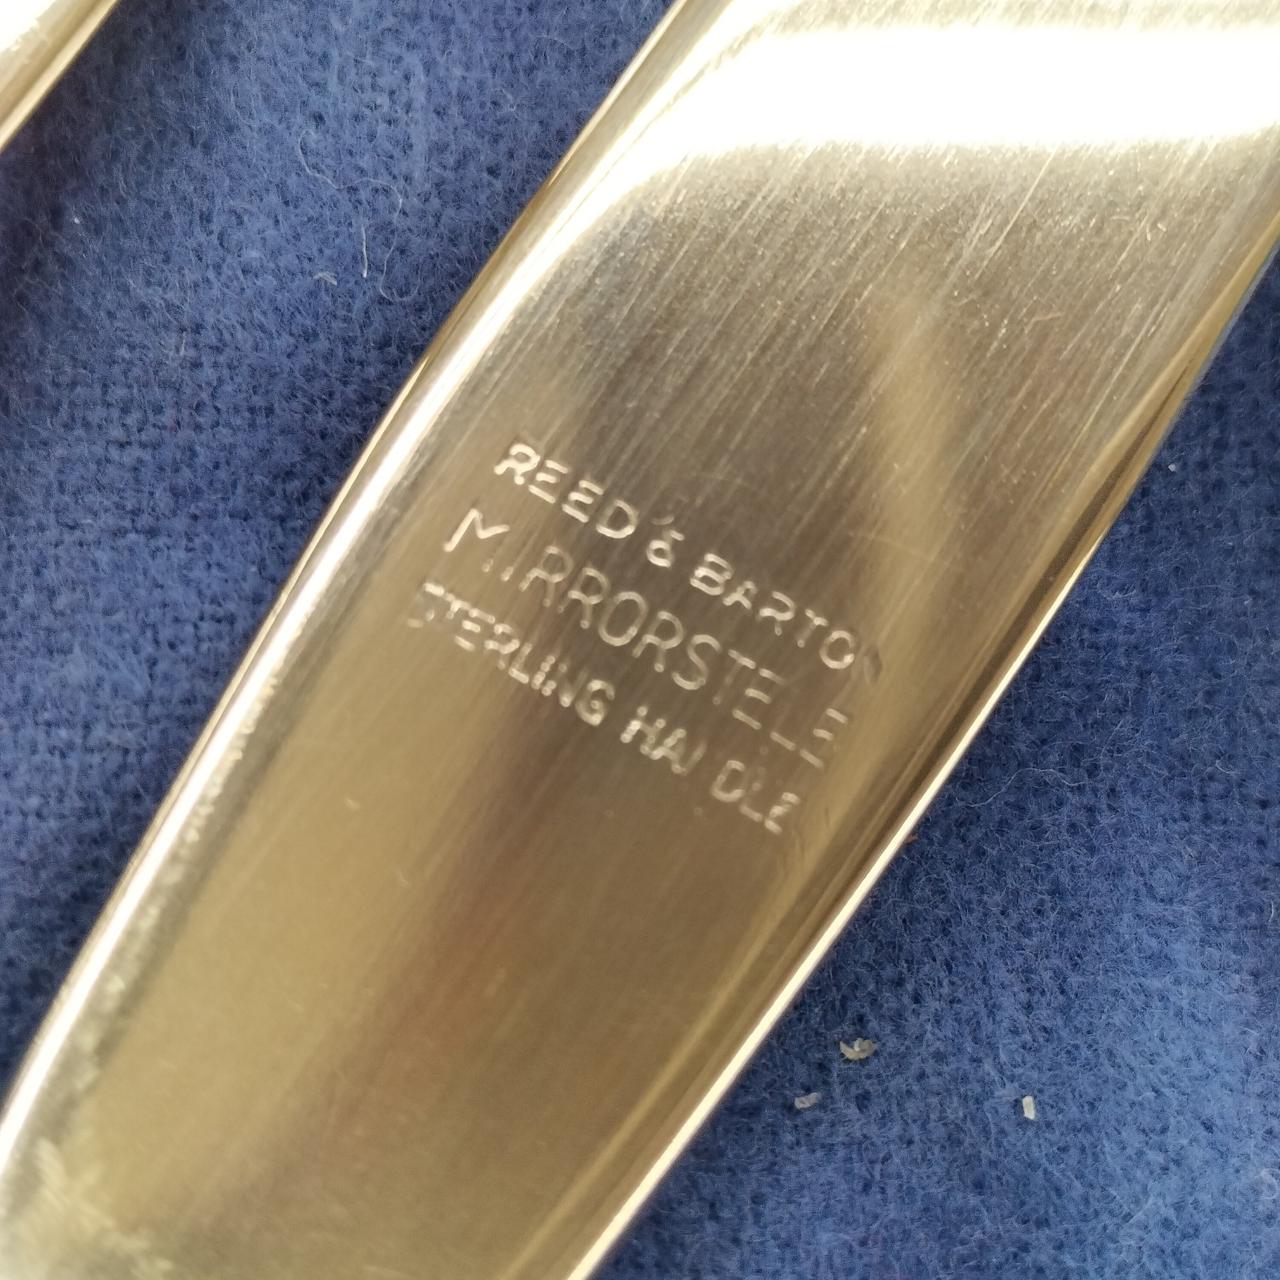 REED & BARTON
MIRRORSTELE
STERLING HANDLE